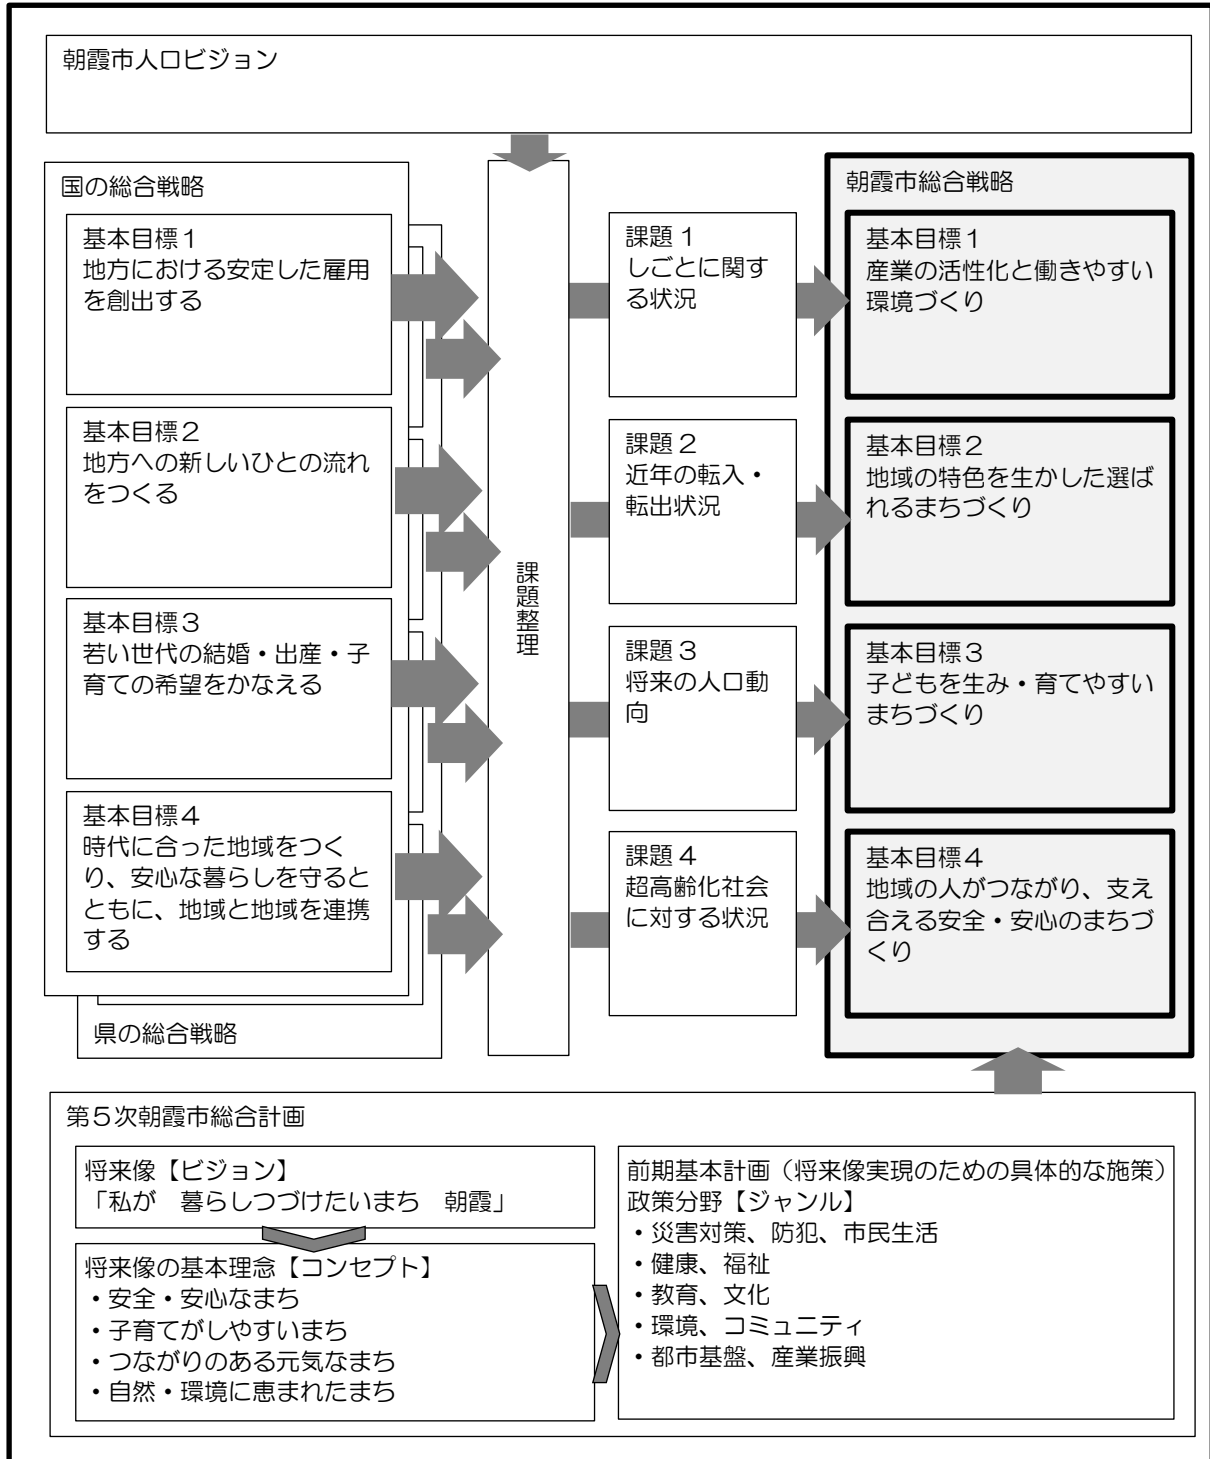 朝霞市人口ビジョン
国の総合戦略
基本目標１
地方における安定した雇用
を創出する
基本目標２
地方への新しいひとの流れ
をつくる
基本目標３
若い世代の結婚・出産・子
育ての希望をかなえる
基本目標４
時代に合った地域をつく
り、安心な暮らしを守ると
ともに、地域と地域を連携
する
県の総合戦略
課題整理
課題１
しごとに関す
る状況
課題２
近年の転入・
転出状況
課題３
将来の人口動
向
課題４
超高齢化社会
に対する状況
朝霞市総合戦略
基本目標１
産業の活性化と働きやすい
環境づくり
基本目標２
地域の特色を生かした選ば
れるまちづくり
基本目標３
子どもを生み・育てやすい
まちづくり
基本目標４
地域の人がつながり、支え
合える安全・安心のまちづ
くり
第５次朝霞市総合計画
将来像【ビジョン】
「私が　暮らしつづけたいまち　朝霞」
将来像の基本理念【コンセプト】
・安全・安心なまち
・子育てがしやすいまち
・つながりのある元気なまち
・自然・環境に恵まれたまち
前期基本計画（将来像実現のための具体的な施策）
政策分野【ジャンル】
・災害対策、防犯、市民生活
・健康、福祉
・教育、文化
・環境、コミュニティ
・都市基盤、産業振興